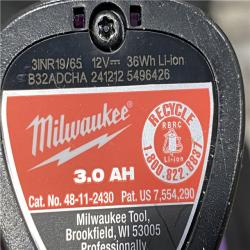 3INR19/65 12V⎓ 36Wh Li-ion
B32ADCHA 241212 5496426
Milwaukee
RECYCLE
RBRC
Li-ion
1.800.822.8837
3.0 AH
Cat. No. 48-11-2430 Pat. US 7,554,290
Milwaukee Tool,
Brookfield, WI 53005
Professionally